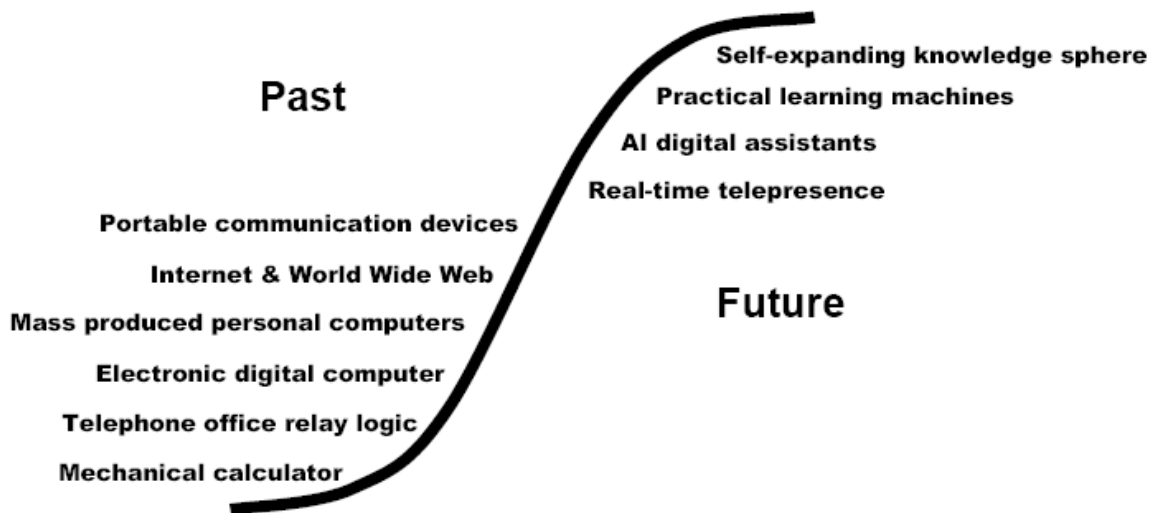 Self-expanding knowledge sphere
Past
Practical learning machines
AI digital assistants
Real-time telepresence
Portable communication devices
Internet & World Wide Web
Future
Mass produced personal computers
Electronic digital computer
Telephone office relay logic
Mechanical calculator